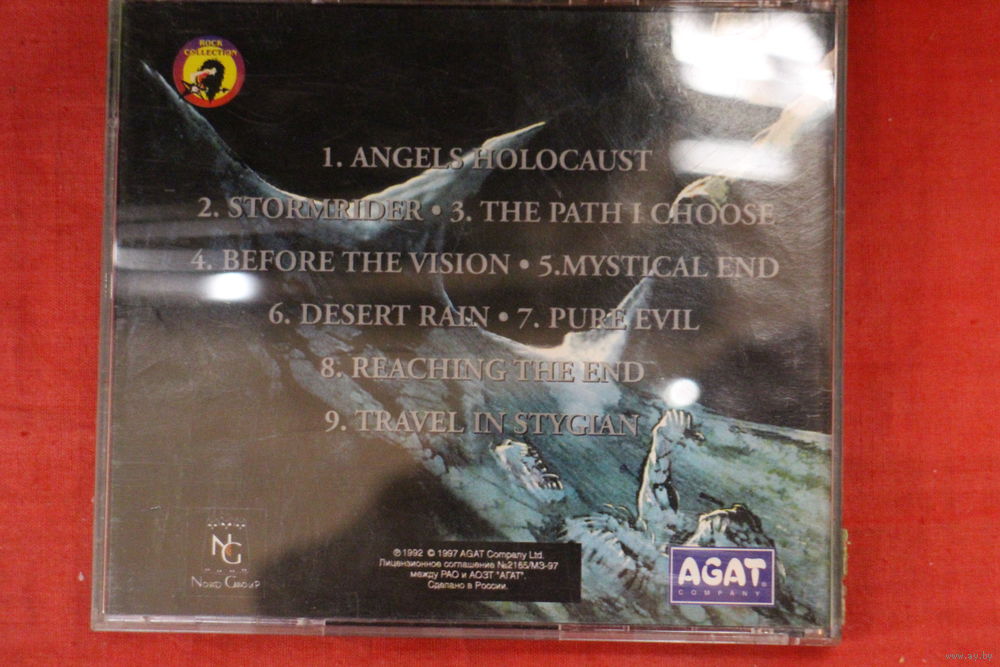 ROCK
COLLECTION
1. ANGELS HOLOCAUST
2. STORMRIDER • 3. THE PATH I CHOOSE
4. BEFORE THE VISION • 5.MYSTICAL END
6. DESERT RAIN • 7. PURE EVIL
8. REACHING THE END
9. TRAVEL IN STYGIAN
NG
NORD GROUP
℗ 1992 © 1997 AGAT Company Ltd.
Лицензионное соглашение №2165/МЗ-97
между РАО и АОЗТ "АГАТ".
Сделано в России.
AGAT®
COMPANY
www.ay.by